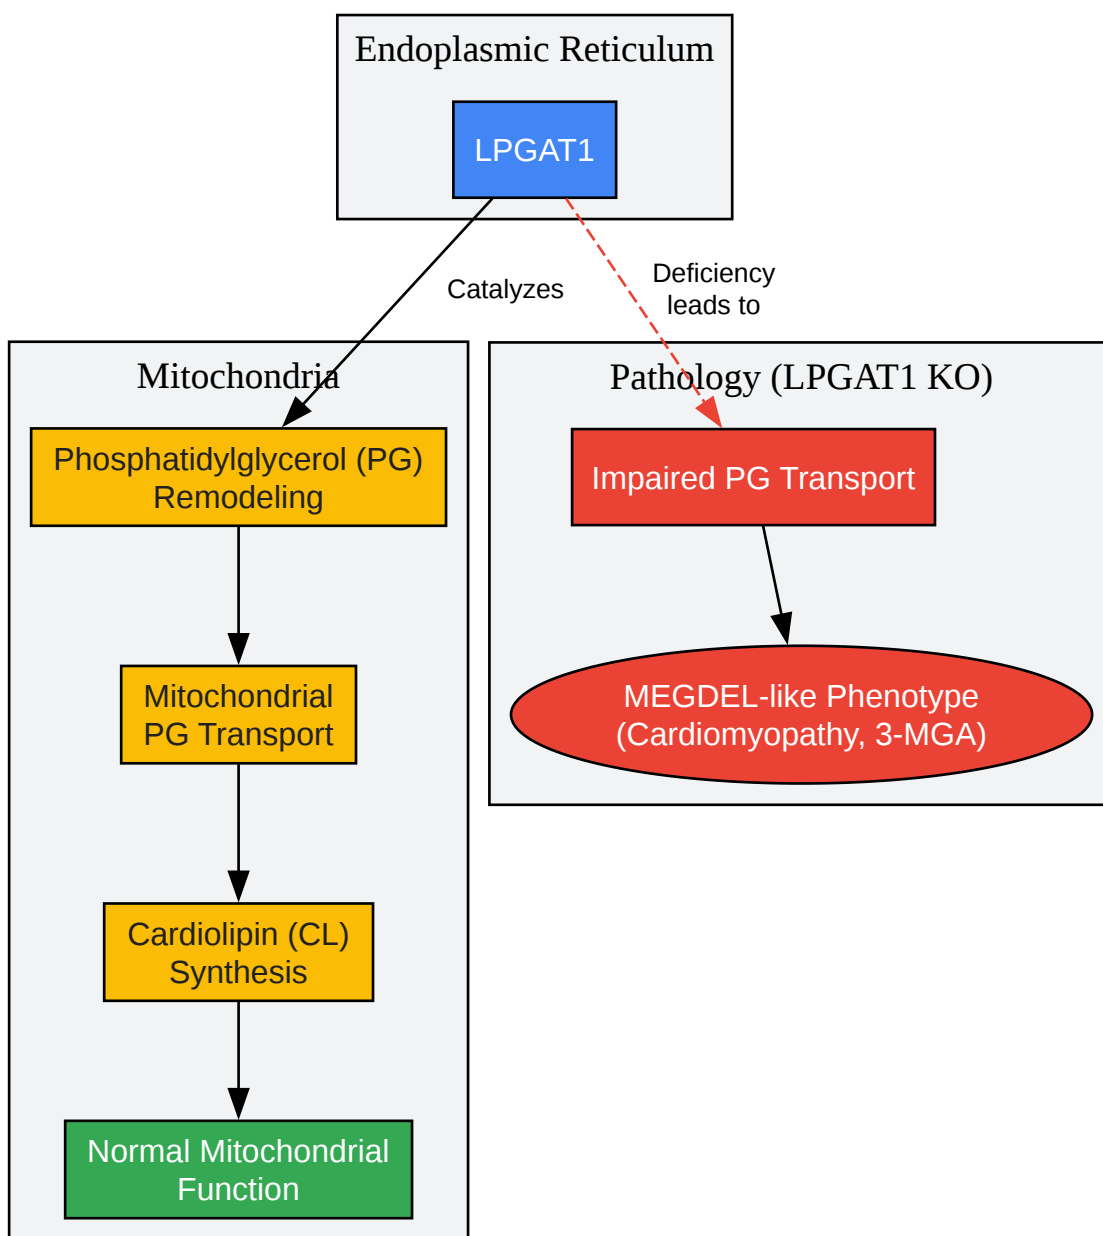 Endoplasmic Reticulum
LPGAT1
Catalyzes
Deficiency
leads to
Mitochondria
Phosphatidylglycerol (PG)
Remodeling
Mitochondrial
PG Transport
Cardiolipin (CL)
Synthesis
Normal Mitochondrial
Function
Pathology (LPGAT1 KO)
Impaired PG Transport
MEGDEL-like Phenotype
(Cardiomyopathy, 3-MGA)